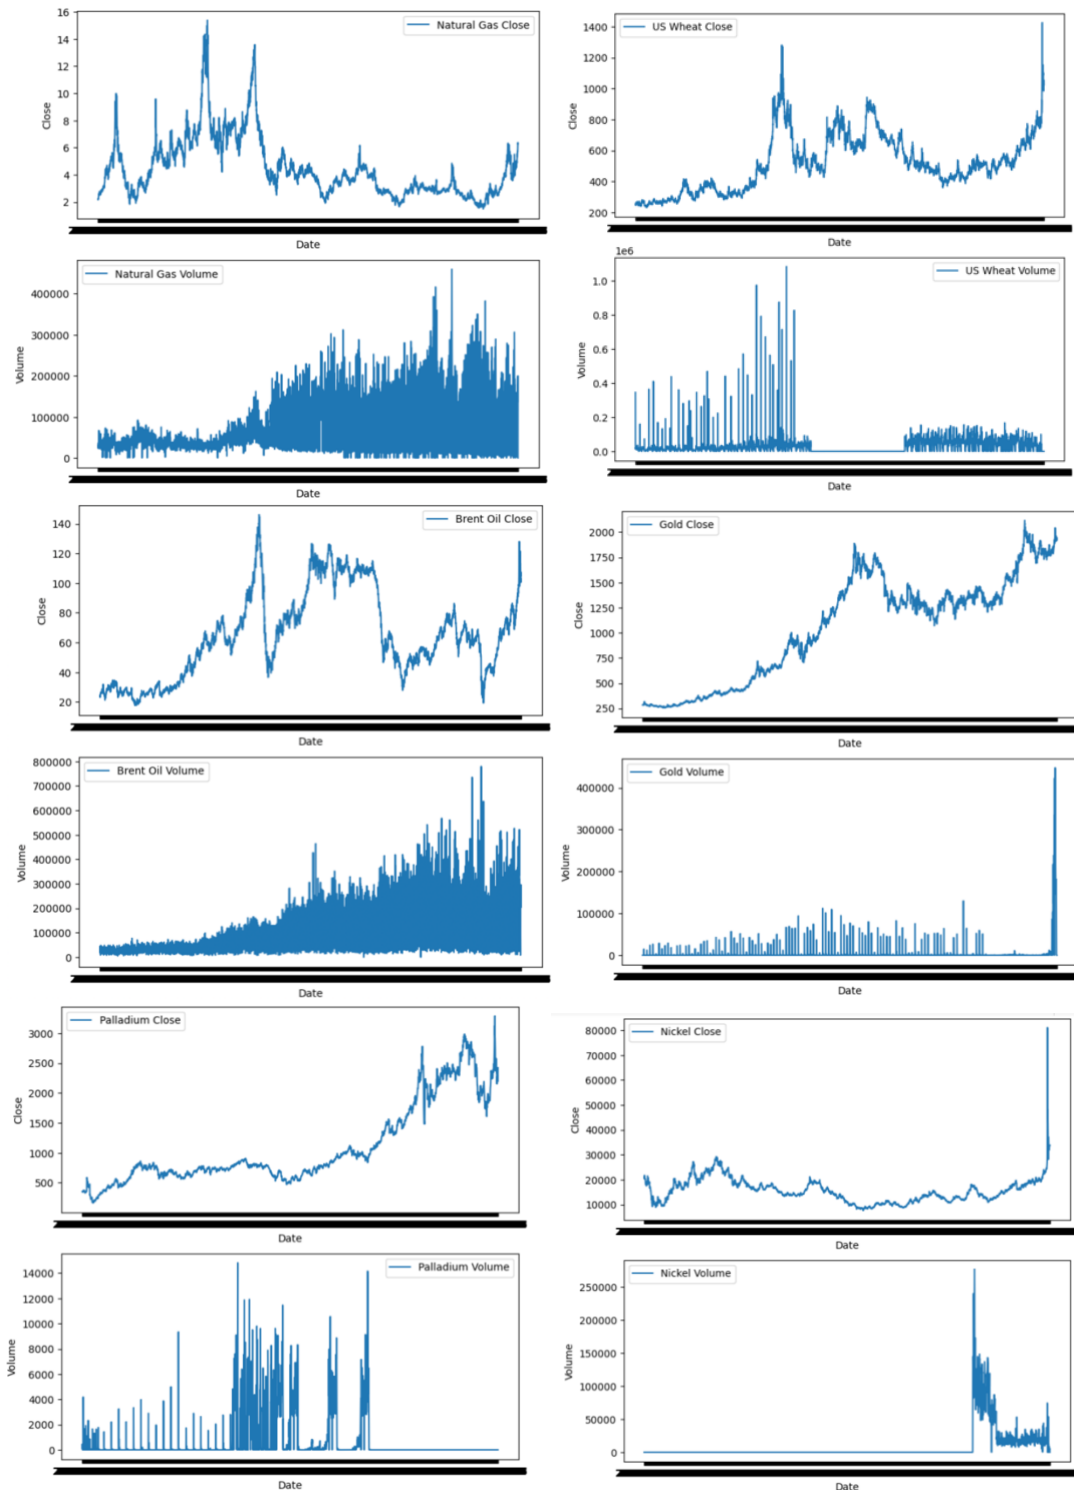 Natural Gas Close
16
14
12
10
8
6
4
2
Close
Date
US Wheat Close
1400
1200
1000
800
600
400
200
Close
Date
Natural Gas Volume
400000
300000
200000
100000
0
Volume
Date
1e6
US Wheat Volume
1.0
0.8
0.6
0.4
0.2
0.0
Volume
Date
Brent Oil Close
140
120
100
80
60
40
20
Close
Date
Gold Close
2000
1750
1500
1250
1000
750
500
250
Close
Date
Brent Oil Volume
800000
700000
600000
500000
400000
300000
200000
100000
0
Volume
Date
Gold Volume
400000
300000
200000
100000
0
Volume
Date
Palladium Close
3000
2500
2000
1500
1000
500
Close
Date
Nickel Close
80000
70000
60000
50000
40000
30000
20000
10000
Close
Date
Palladium Volume
14000
12000
10000
8000
6000
4000
2000
0
Volume
Date
Nickel Volume
250000
200000
150000
100000
50000
0
Volume
Date